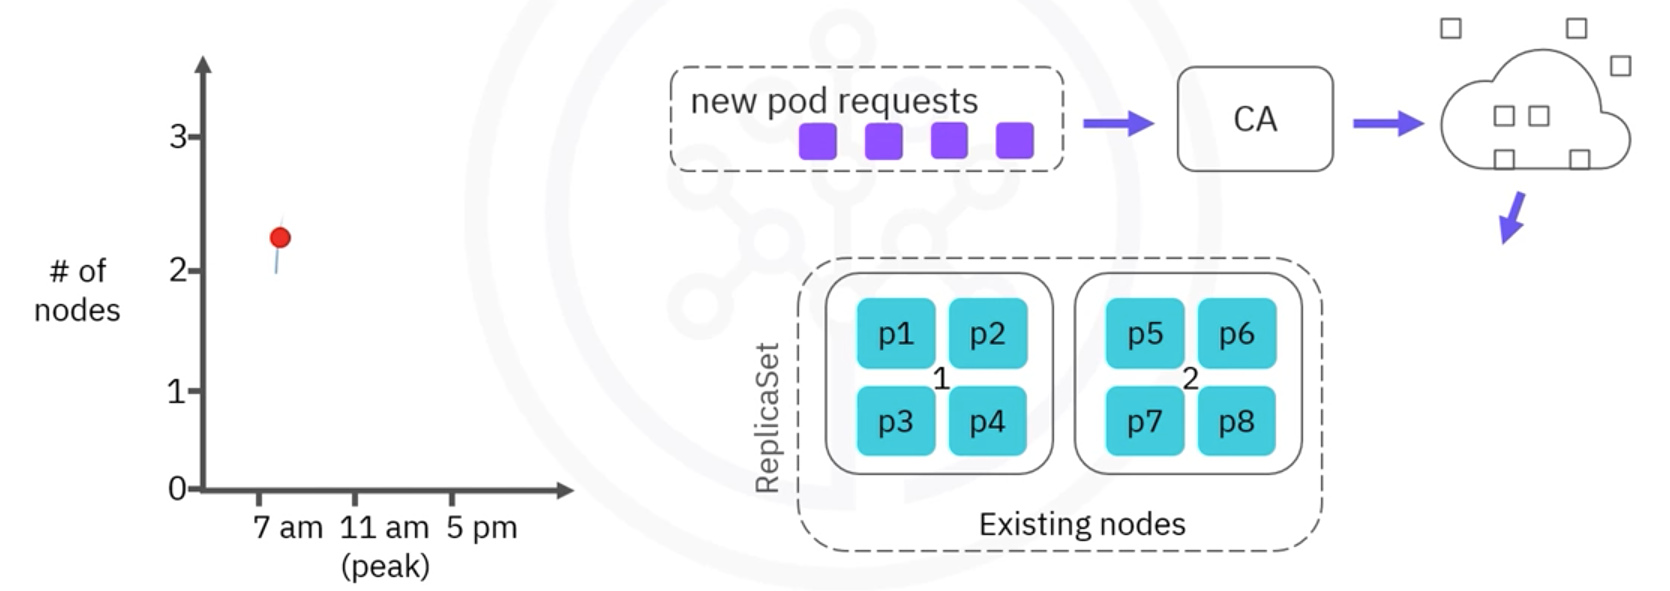 3
2
1
0
# of
nodes
7 am 11 am 5 pm
(peak)
new pod requests
CA
ReplicaSet
p1 p2
1
p3 p4
p5 p6
2
p7 p8
Existing nodes